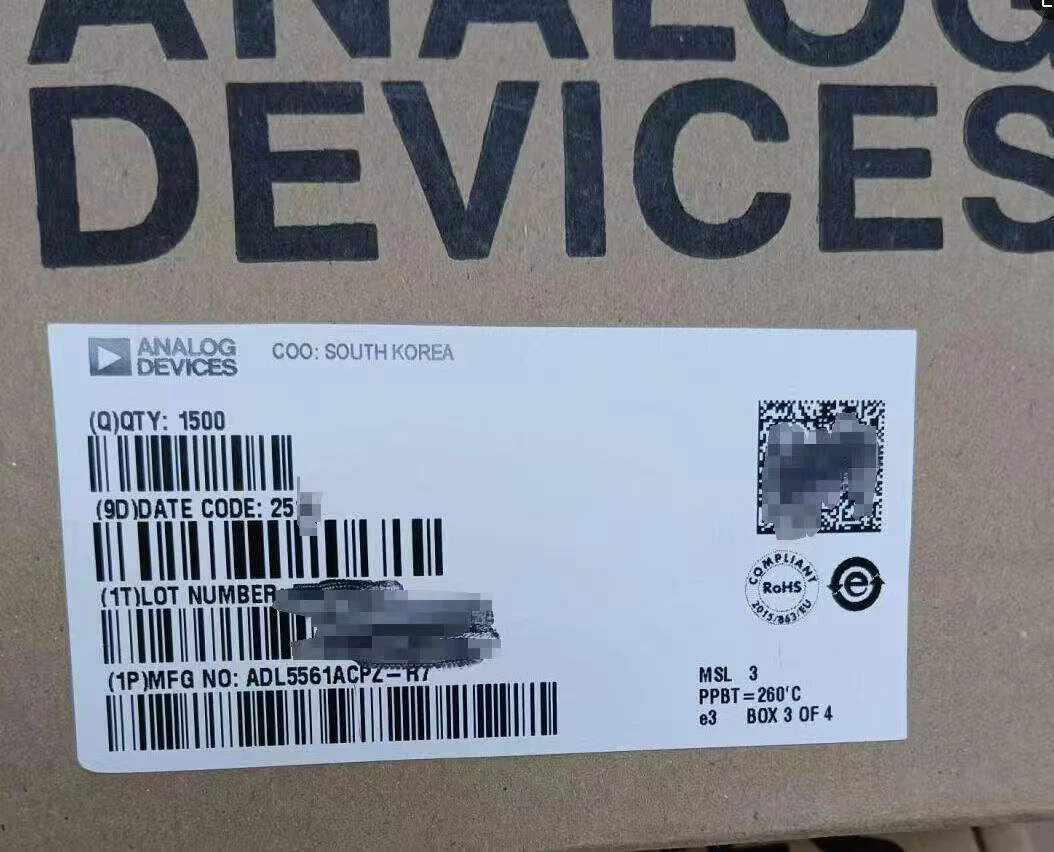 ANALOG
DEVICES
ANALOG
DEVICES
COO: SOUTH KOREA
(Q)QTY: 1500
(9D)DATE CODE: 25
(1T)LOT NUMBER
(1P)MFG NO: ADL5561ACPZ-R7
COMPLIANT
RoHS
2015/863/EU
e
MSL 3
PPBT=260'C
e3 BOX 3 OF 4